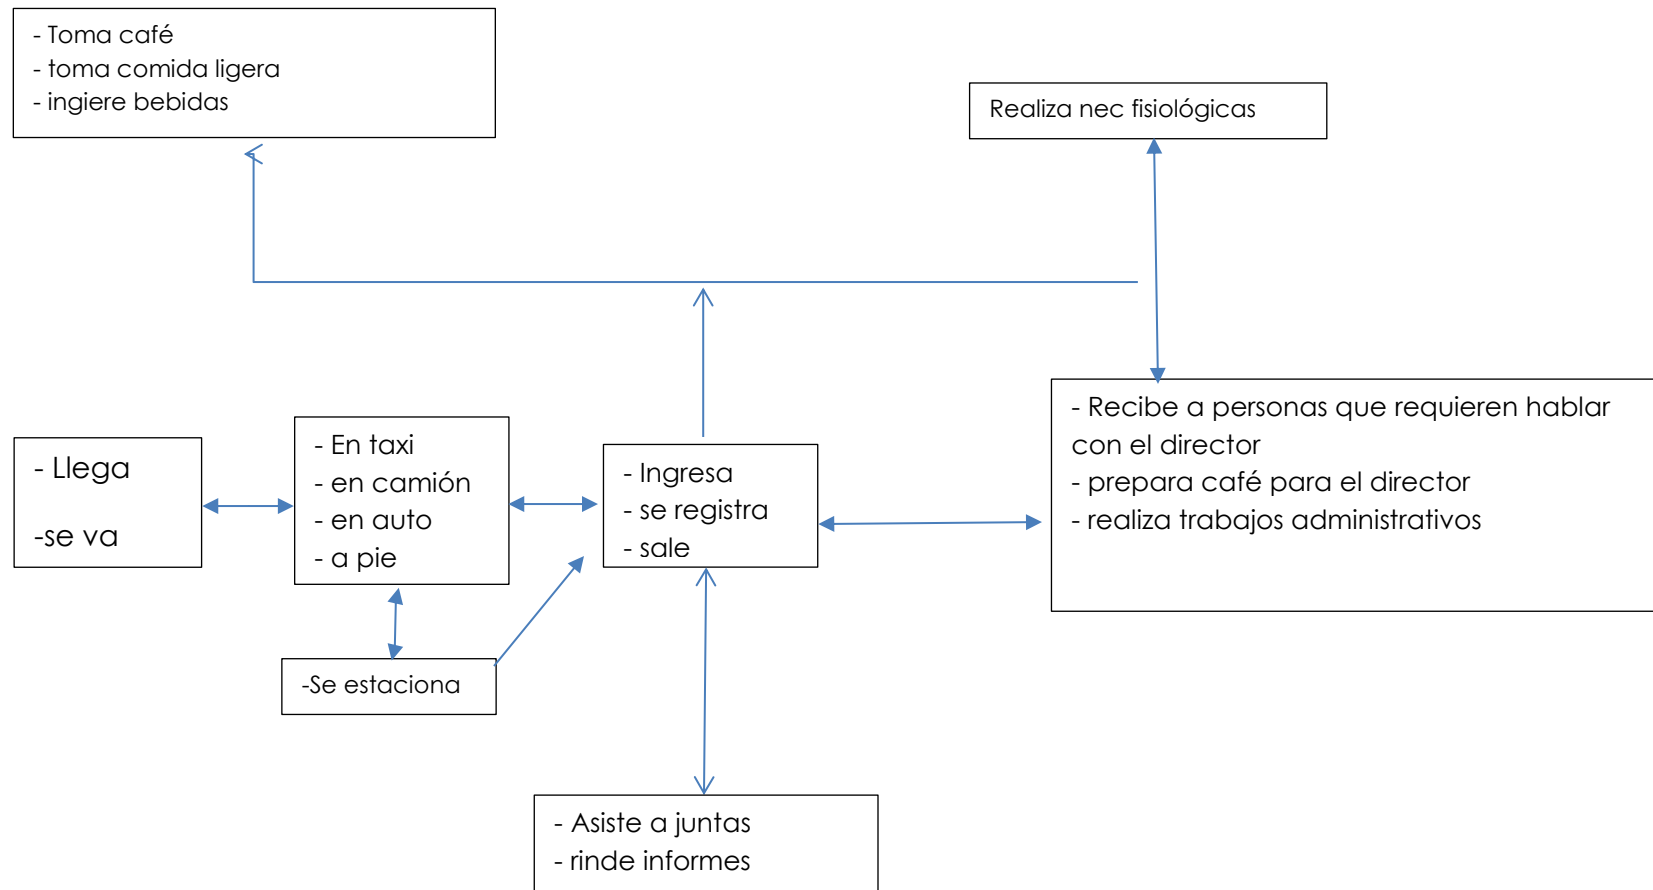 - Toma café
- toma comida ligera
- ingiere bebidas
Realiza nec fisiológicas
- Llega
-se va
- En taxi
- en camión
- en auto
- a pie
- Ingresa
- se registra
- sale
- Recibe a personas que requieren hablar
con el director
- prepara café para el director
- realiza trabajos administrativos
-Se estaciona
- Asiste a juntas
- rinde informes